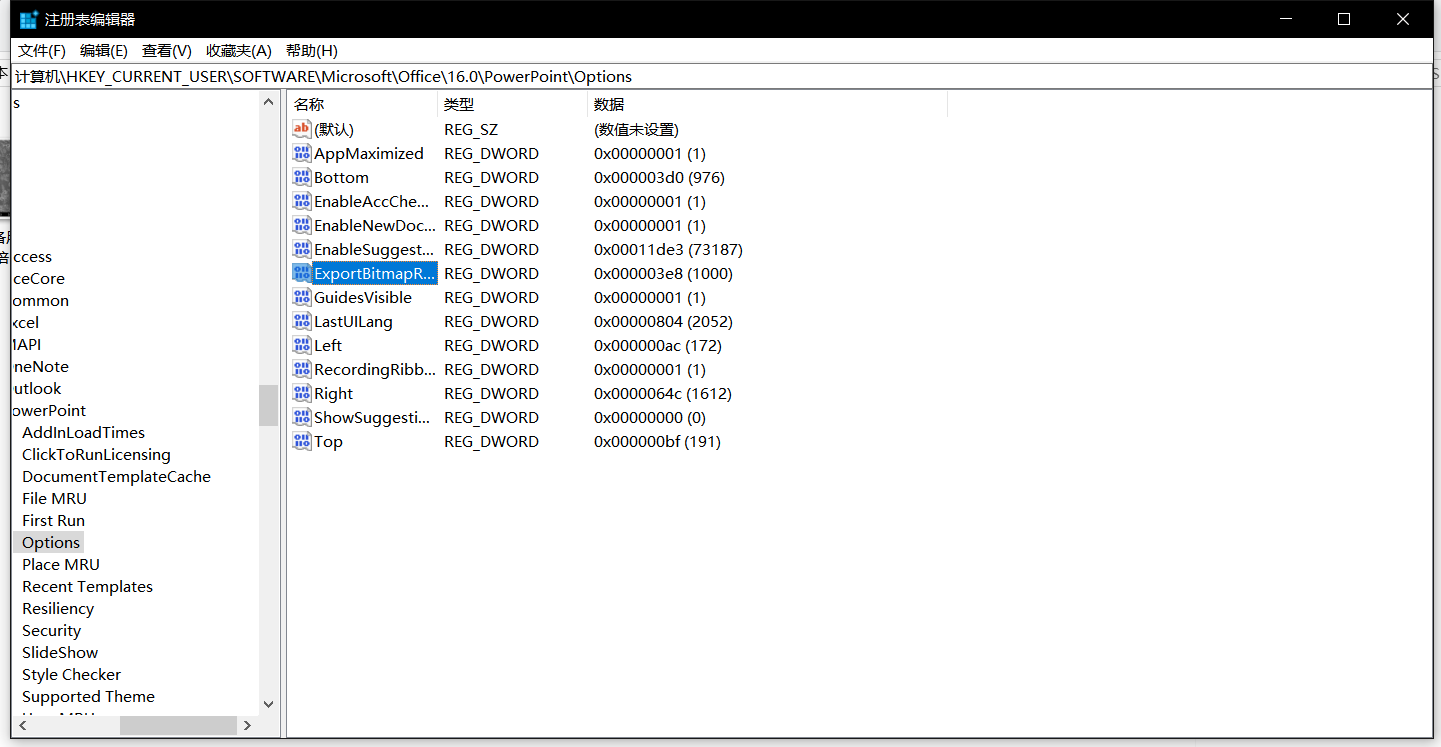 注册表编辑器
文件(F) 编辑(E) 查看(V) 收藏夹(A) 帮助(H)
计算机\HKEY_CURRENT_USER\SOFTWARE\Microsoft\Office\16.0\PowerPoint\Options
s
ccess
ceCore
ommon
xcel
IAPI
neNote
utlook
owerPoint
AddInLoadTimes
ClickToRunLicensing
DocumentTemplateCache
File MRU
First Run
Options
Place MRU
Recent Templates
Resiliency
Security
SlideShow
Style Checker
Supported Theme
名称 类型 数据
(默认) REG_SZ (数值未设置)
AppMaximized REG_DWORD 0x00000001 (1)
Bottom REG_DWORD 0x000003d0 (976)
EnableAccChe... REG_DWORD 0x00000001 (1)
EnableNewDoc... REG_DWORD 0x00000001 (1)
EnableSuggest... REG_DWORD 0x00011de3 (73187)
ExportBitmapR... REG_DWORD 0x000003e8 (1000)
GuidesVisible REG_DWORD 0x00000001 (1)
LastUILang REG_DWORD 0x00000804 (2052)
Left REG_DWORD 0x000000ac (172)
RecordingRibb... REG_DWORD 0x00000001 (1)
Right REG_DWORD 0x0000064c (1612)
ShowSuggesti... REG_DWORD 0x00000000 (0)
Top REG_DWORD 0x000000bf (191)